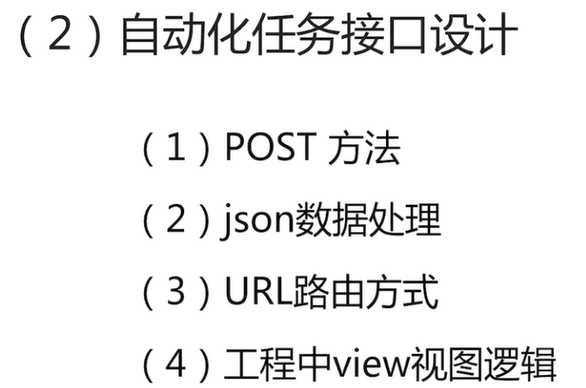 （2）自动化任务接口设计
（1）POST 方法
（2）json数据处理
（3）URL路由方式
（4）工程中view视图逻辑